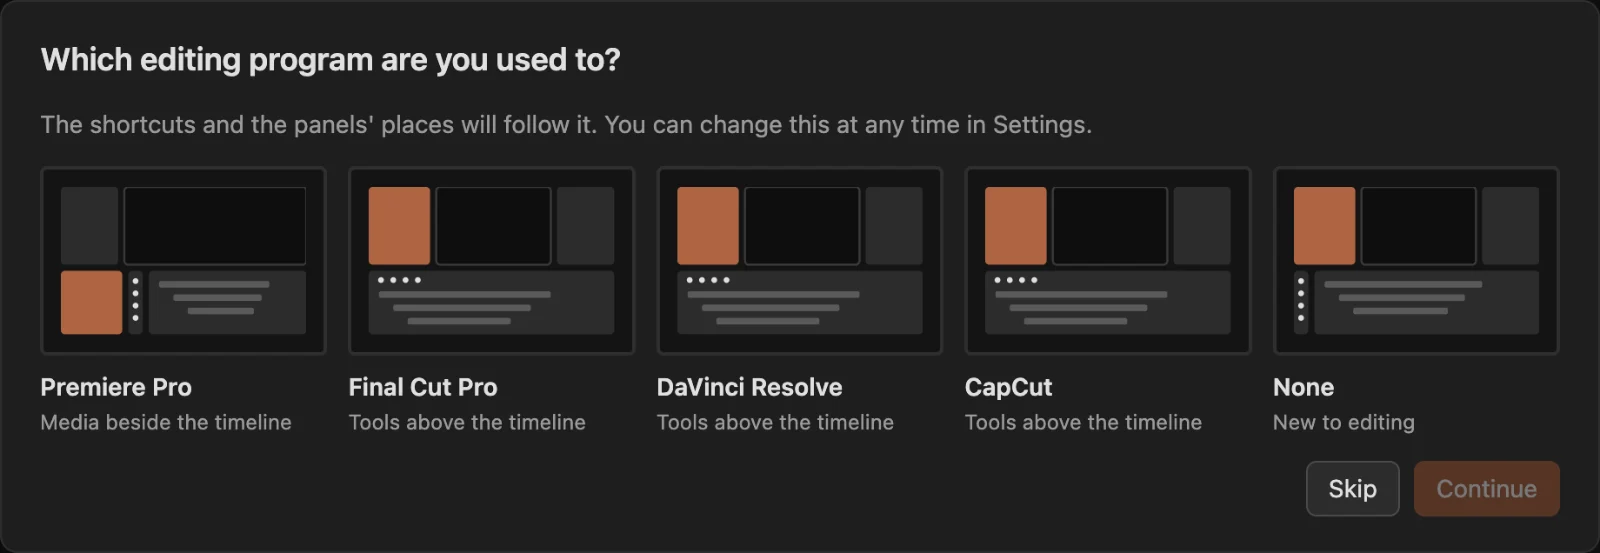 Which editing program are you used to?
The shortcuts and the panels' places will follow it. You can change this at any time in Settings.
Premiere Pro
Media beside the timeline
Final Cut Pro
Tools above the timeline
DaVinci Resolve
Tools above the timeline
CapCut
Tools above the timeline
None
New to editing
Skip
Continue